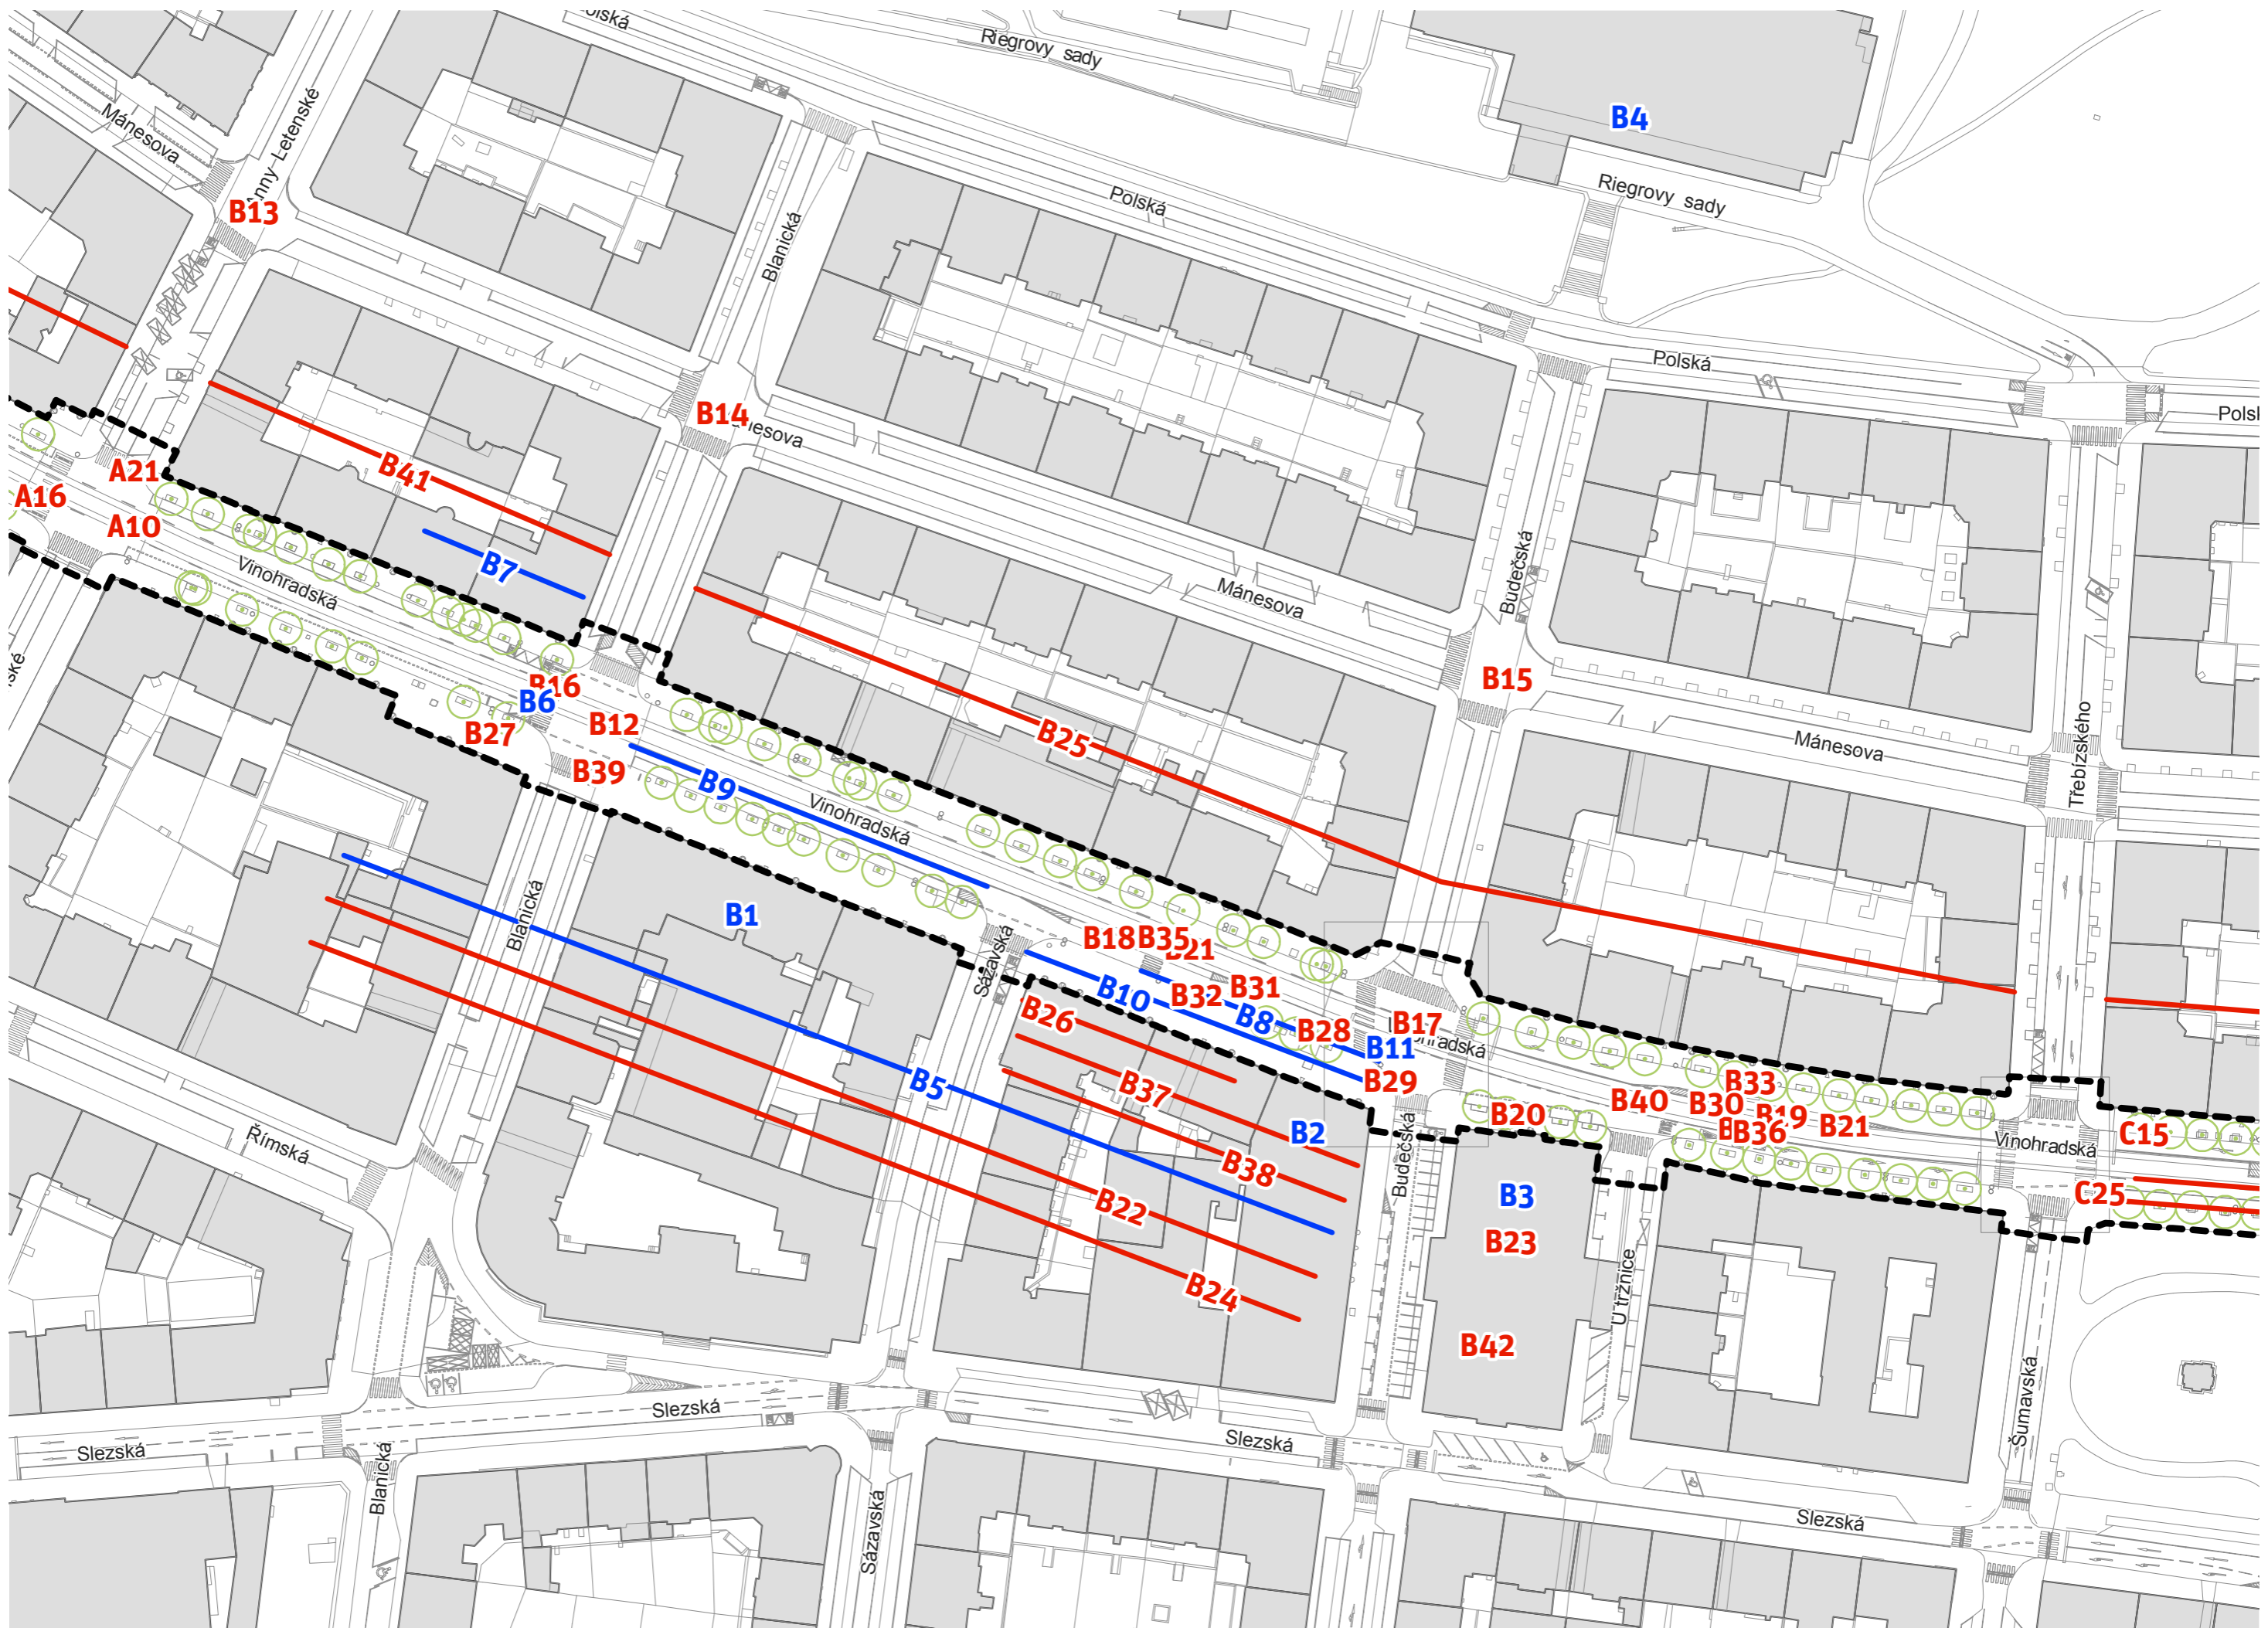 Polská
Riegrovy sady
B4
Mánesova
Anny Letenské
B13
Riegrovy sady
Polská
Blanická
Polská
B14
Mánesova
A21
B41
A16
A10
B7
Vinohradská
Mánesova
Budečská
B15
B16
B6
B12
B27
B39
B25
B9
Vinohradská
Mánesova
Třebízského
B1
Blanická
Sázavská
B18
B35
B21
B32
B31
B10
B8
B26
B28
B17
Vinohradská
B11
B29
B5
B37
B2
B38
B22
B24
Budečská
B20
B40
B33
B30
B19
B36
B21
Vinohradská
C15
C25
B3
B23
U tržnice
B42
Římská
Šumavská
Slezská
Slezská
Slezská
Slezská
Blanická
Sázavská